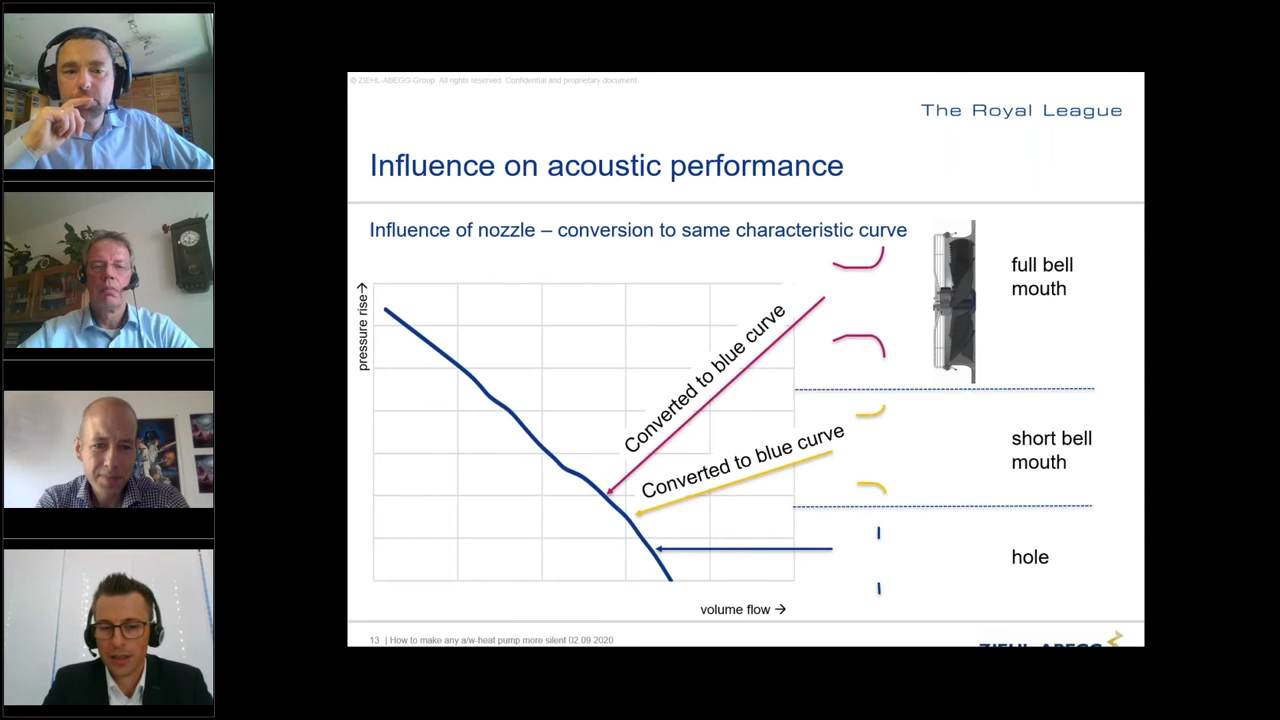 © ZIEHL-ABEGG-Group. All rights reserved. Confidential and proprietary document
The Royal League
Influence on acoustic performance
Influence of nozzle – conversion to same characteristic curve
full bell
mouth
pressure rise→
Converted to blue curve
Converted to blue curve
short bell
mouth
hole
volume flow →
13 | How to make any a/w-heat pump more silent 02.09.2020
ZIEHL-ABEGG